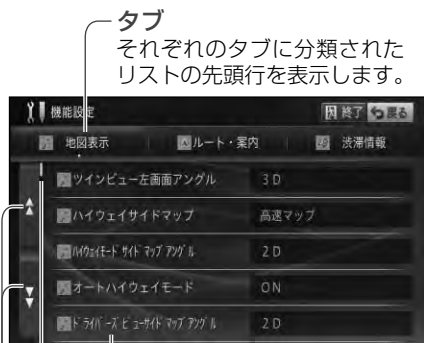 タブ
それぞれのタブに分類された
リストの先頭行を表示します。
機能設定 終了 戻る
地図表示 ルート・案内 渋滞情報
ツインビュー左画面アングル 3D
ハイウェイサイドマップ 高速マップ
ハイウェイモードサイドマップアングル 2D
オートハイウェイモード ON
ドライバーズビューサイドマップアングル 2D